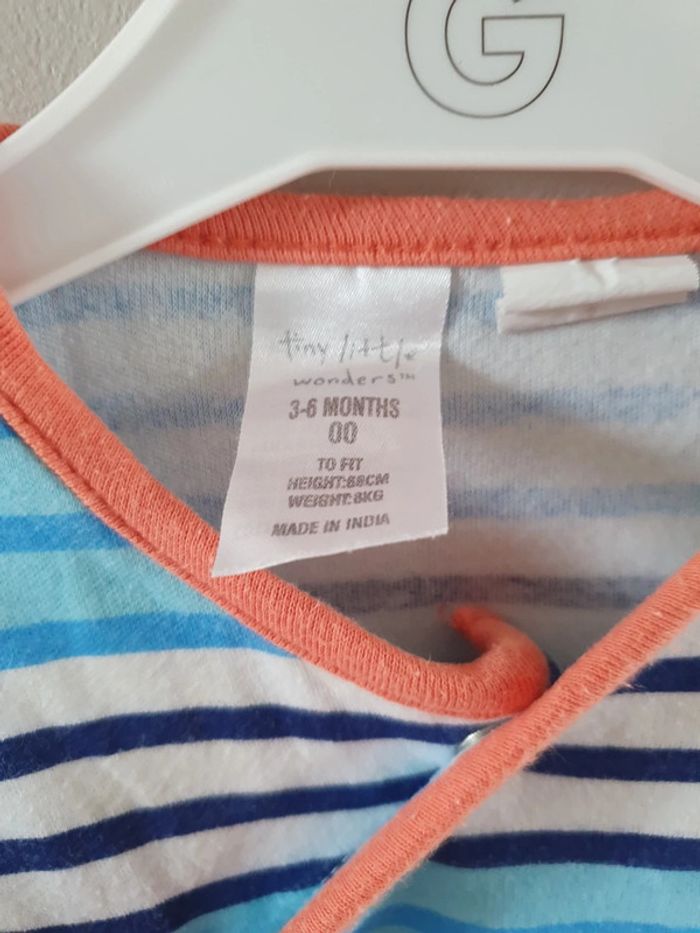 G
tiny little
wonders™
3-6 MONTHS
00
TO FIT
HEIGHT:68CM
WEIGHT:8KG
MADE IN INDIA